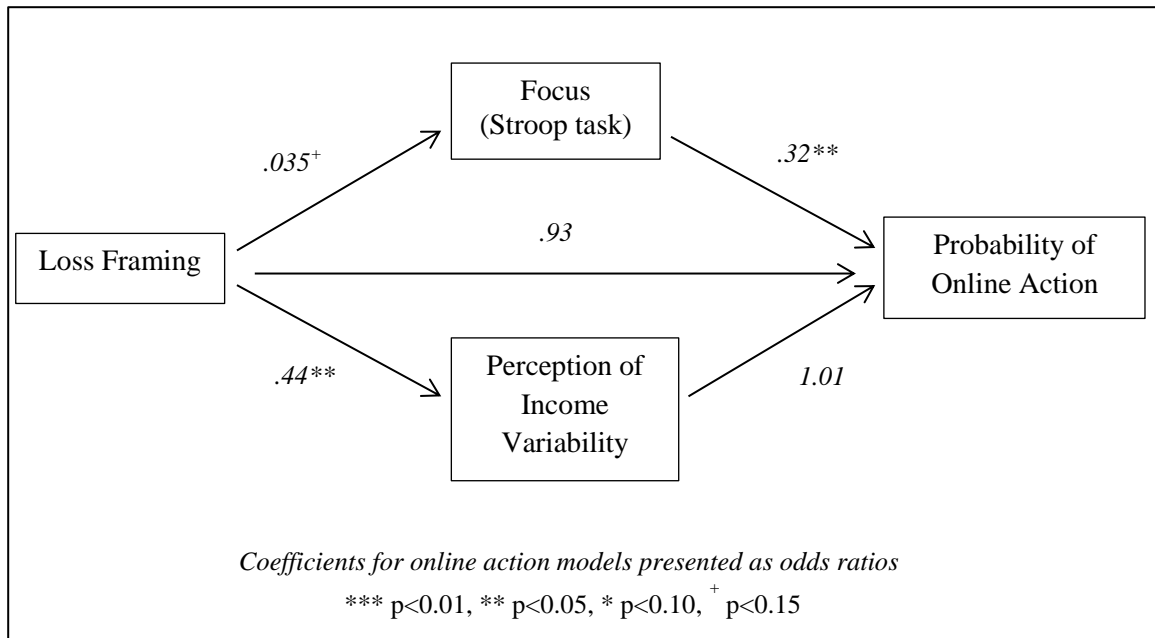 Focus
(Stroop task)
.035+
.32**
.93
Loss Framing
Probability of
Online Action
.44**
Perception of
Income
Variability
1.01
Coefficients for online action models presented as odds ratios
*** p<0.01, ** p<0.05, * p<0.10, + p<0.15